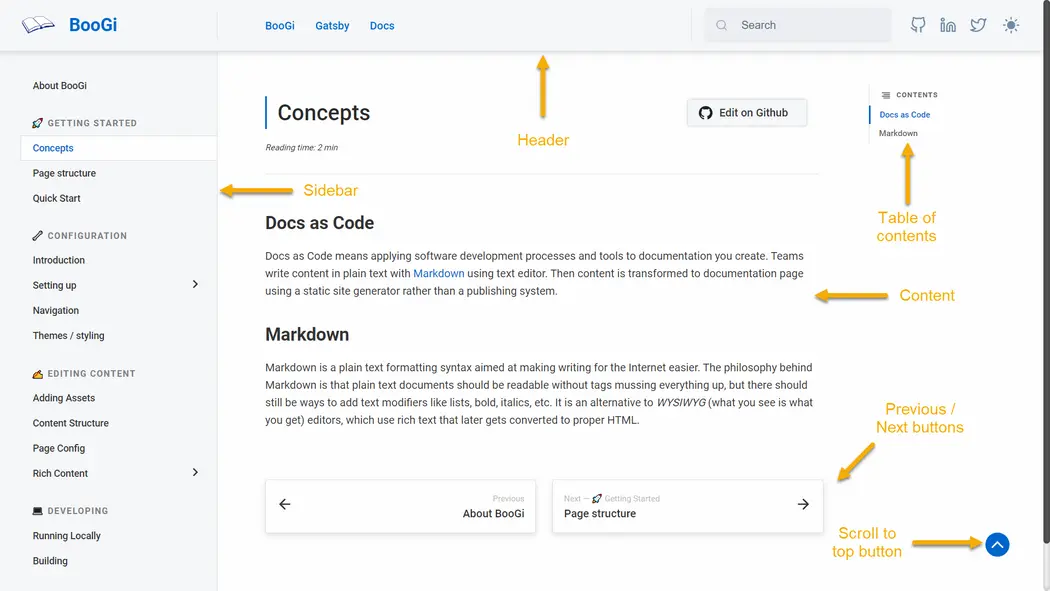 BooGi
BooGi Gatsby Docs
Search
About BooGi
GETTING STARTED
Concepts
Page structure
Quick Start
CONFIGURATION
Introduction
Setting up
Navigation
Themes / styling
EDITING CONTENT
Adding Assets
Content Structure
Page Config
Rich Content
DEVELOPING
Running Locally
Building
Header
Sidebar
Concepts
Edit on Github
Reading time: 2 min
Docs as Code
Docs as Code means applying software development processes and tools to documentation you create. Teams
write content in plain text with Markdown using text editor. Then content is transformed to documentation page
using a static site generator rather than a publishing system.
Markdown
Markdown is a plain text formatting syntax aimed at making writing for the Internet easier. The philosophy behind
Markdown is that plain text documents should be readable without tags mussing everything up, but there should
still be ways to add text modifiers like lists, bold, italics, etc. It is an alternative to WYSIWYG (what you see is what
you get) editors, which use rich text that later gets converted to proper HTML.
Previous
About BooGi
Next — Getting Started
Page structure
CONTENTS
Docs as Code
Markdown
Table of
contents
Content
Previous /
Next buttons
Scroll to
top button